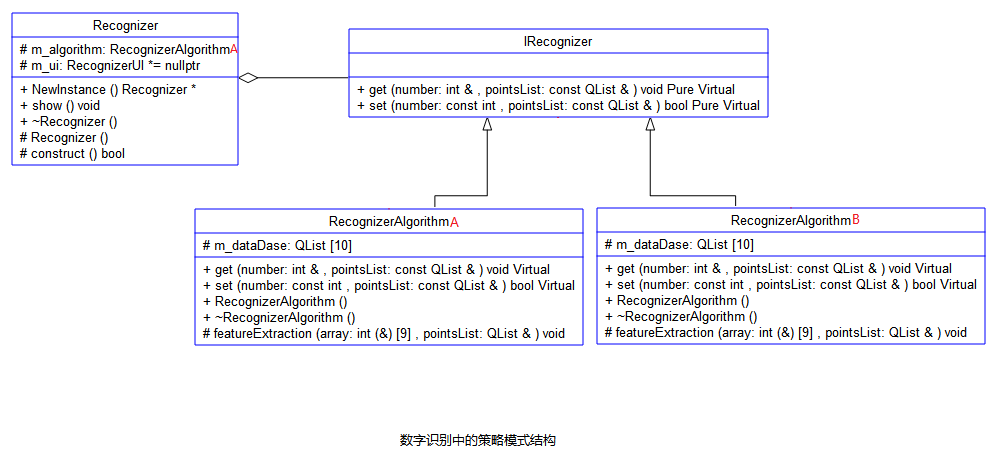 Recognizer
# m_algorithm: RecognizerAlgorithmA
# m_ui: RecognizerUI *= nullptr
+ NewInstance () Recognizer *
+ show () void
+ ~Recognizer ()
# Recognizer ()
# construct () bool
IRecognizer
+ get (number: int & , pointsList: const QList & ) void Pure Virtual
+ set (number: const int , pointsList: const QList & ) bool Pure Virtual
RecognizerAlgorithmA
# m_dataDase: QList [10]
+ get (number: int & , pointsList: const QList & ) void Virtual
+ set (number: const int , pointsList: const QList & ) bool Virtual
+ RecognizerAlgorithm ()
+ ~RecognizerAlgorithm ()
# featureExtraction (array: int (&) [9] , pointsList: QList & ) void
RecognizerAlgorithmB
# m_dataDase: QList [10]
+ get (number: int & , pointsList: const QList & ) void Virtual
+ set (number: const int , pointsList: const QList & ) bool Virtual
+ RecognizerAlgorithm ()
+ ~RecognizerAlgorithm ()
# featureExtraction (array: int (&) [9] , pointsList: QList & ) void
数字识别中的策略模式结构